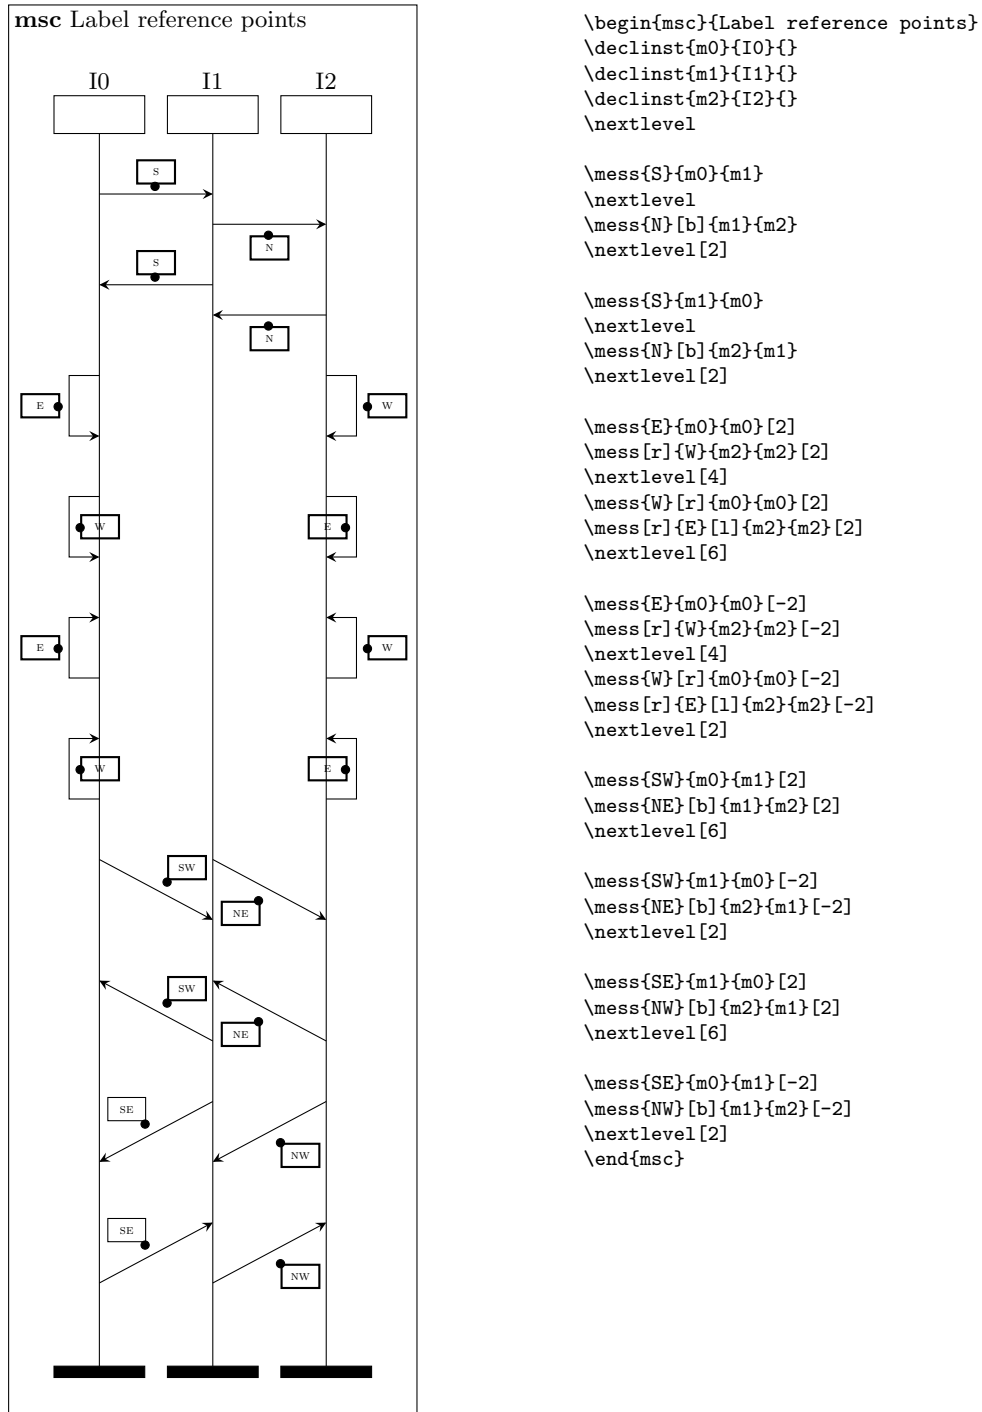 msc Label reference points
I0 I1 I2
S
N
S
N
E W
W E
E W
W E
SW
NE
SW
NE
SE
NW
SE
NW
\begin{msc}{Label reference points}
\declinst{m0}{I0}{}
\declinst{m1}{I1}{}
\declinst{m2}{I2}{}
\nextlevel
\mess{S}{m0}{m1}
\nextlevel
\mess{N}[b]{m1}{m2}
\nextlevel[2]
\mess{S}{m1}{m0}
\nextlevel
\mess{N}[b]{m2}{m1}
\nextlevel[2]
\mess{E}{m0}{m0}[2]
\mess[r]{W}{m2}{m2}[2]
\nextlevel[4]
\mess{W}[r]{m0}{m0}[2]
\mess[r]{E}[l]{m2}{m2}[2]
\nextlevel[6]
\mess{E}{m0}{m0}[-2]
\mess[r]{W}{m2}{m2}[-2]
\nextlevel[4]
\mess{W}[r]{m0}{m0}[-2]
\mess[r]{E}[l]{m2}{m2}[-2]
\nextlevel[2]
\mess{SW}{m0}{m1}[2]
\mess{NE}[b]{m1}{m2}[2]
\nextlevel[6]
\mess{SW}{m1}{m0}[-2]
\mess{NE}[b]{m2}{m1}[-2]
\nextlevel[2]
\mess{SE}{m1}{m0}[2]
\mess{NW}[b]{m2}{m1}[2]
\nextlevel[6]
\mess{SE}{m0}{m1}[-2]
\mess{NW}[b]{m1}{m2}[-2]
\nextlevel[2]
\end{msc}